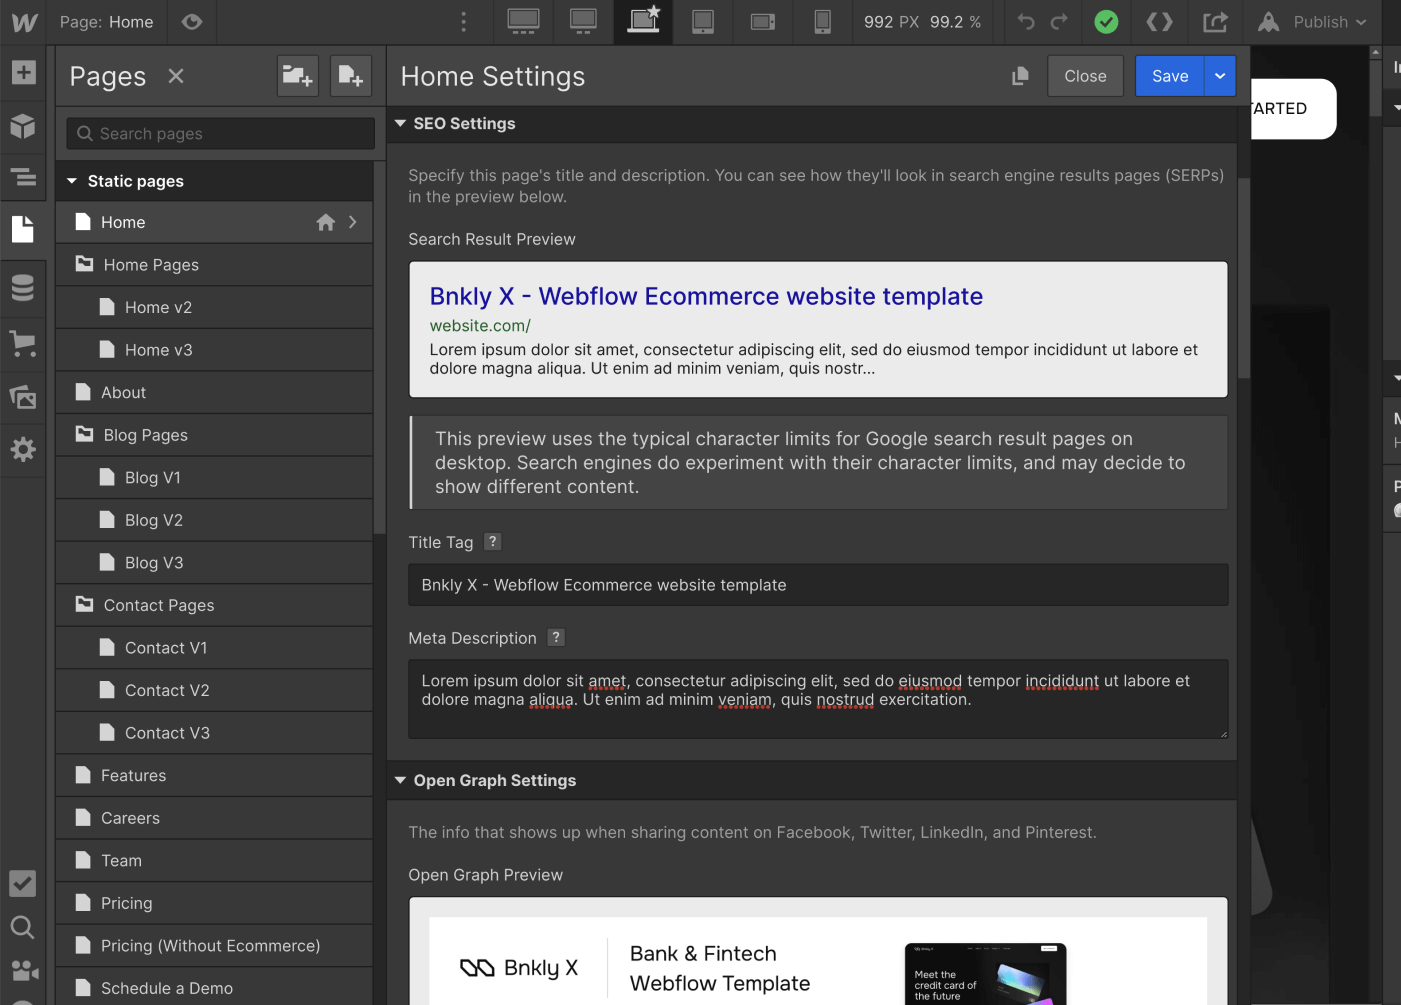 Page: Home
992 PX 99.2 %
Publish
Pages
Home Settings
Close
Save
Search pages
Static pages
Home
Home Pages
Home v2
Home v3
About
Blog Pages
Blog V1
Blog V2
Blog V3
Contact Pages
Contact V1
Contact V2
Contact V3
Features
Careers
Team
Pricing
Pricing (Without Ecommerce)
Schedule a Demo
SEO Settings
Specify this page's title and description. You can see how they'll look in search engine results pages (SERPs)
in the preview below.
Search Result Preview
Bnkly X - Webflow Ecommerce website template
website.com/
Lorem ipsum dolor sit amet, consectetur adipiscing elit, sed do eiusmod tempor incididunt ut labore et
dolore magna aliqua. Ut enim ad minim veniam, quis nostr...
This preview uses the typical character limits for Google search result pages on
desktop. Search engines do experiment with their character limits, and may decide to
show different content.
Title Tag ?
Bnkly X - Webflow Ecommerce website template
Meta Description ?
Lorem ipsum dolor sit amet, consectetur adipiscing elit, sed do eiusmod tempor incididunt ut labore et
dolore magna aliqua. Ut enim ad minim veniam, quis nostrud exercitation.
Open Graph Settings
The info that shows up when sharing content on Facebook, Twitter, LinkedIn, and Pinterest.
Open Graph Preview
Bnkly X
Bank & Fintech
Webflow Template
Bnkly X
Meet the
credit card of
the future
TARTED